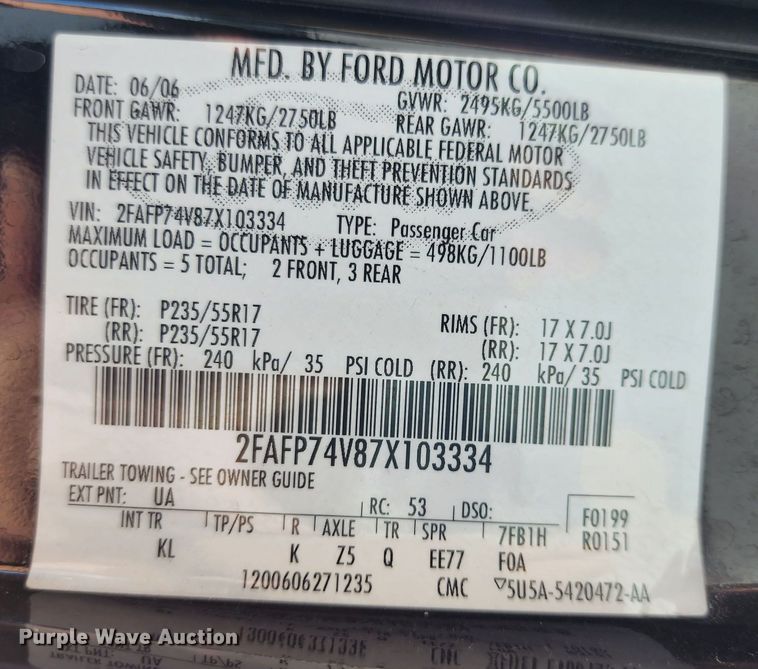 MFD. BY FORD MOTOR CO.
DATE: 06/06 GVWR: 2495KG/5500LB
FRONT GAWR: 1247KG/2750LB REAR GAWR: 1247KG/2750LB
THIS VEHICLE CONFORMS TO ALL APPLICABLE FEDERAL MOTOR
VEHICLE SAFETY, BUMPER, AND THEFT PREVENTION STANDARDS
IN EFFECT ON THE DATE OF MANUFACTURE SHOWN ABOVE.
VIN: 2FAFP74V87X103334 TYPE: Passenger Car
MAXIMUM LOAD = OCCUPANTS + LUGGAGE = 498KG/1100LB
OCCUPANTS = 5 TOTAL; 2 FRONT, 3 REAR
TIRE (FR): P235/55R17 RIMS (FR): 17 X 7.0J
(RR): P235/55R17 (RR): 17 X 7.0J
PRESSURE (FR): 240 kPa/ 35 PSI COLD (RR): 240 kPa/ 35 PSI COLD
2FAFP74V87X103334
TRAILER TOWING - SEE OWNER GUIDE
EXT PNT: UA RC: 53 DSO: F0199
INT TR TP/PS R AXLE TR SPR 7FB1H R0151
KL K Z5 Q EE77 FOA
1200606271235 CMC 5U5A-5420472-AA
Purple Wave Auction